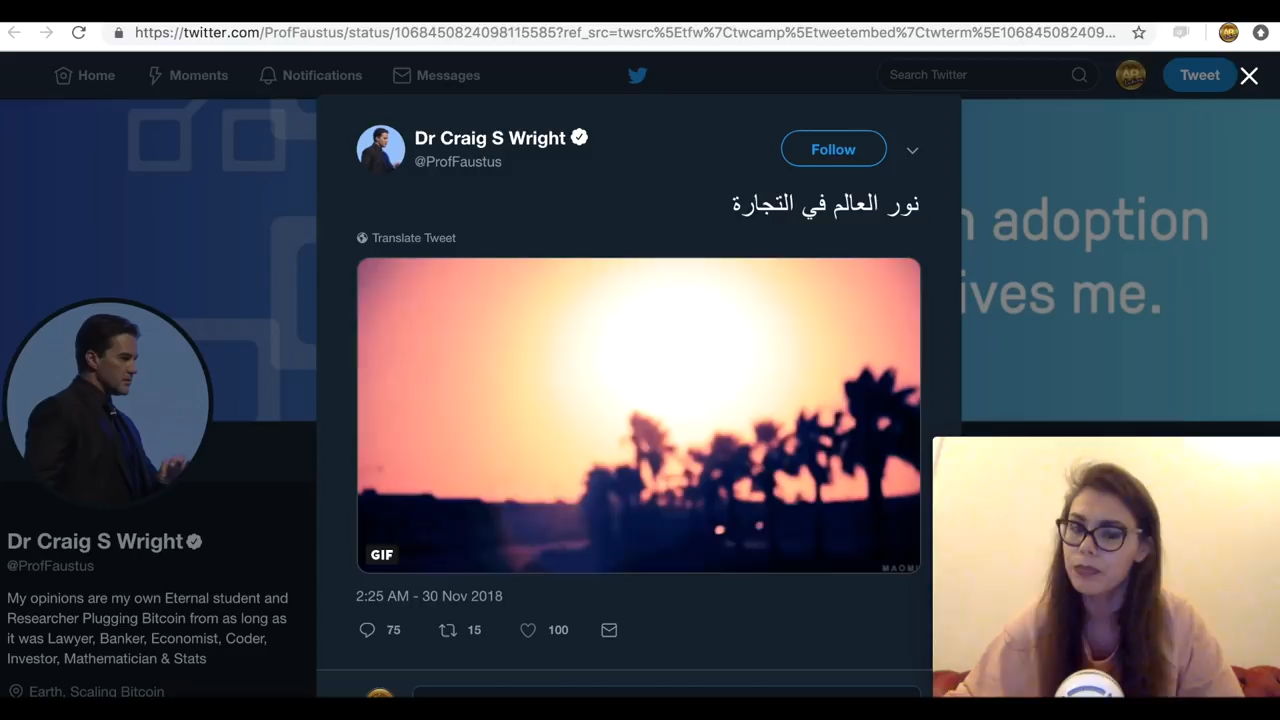 https://twitter.com/ProfFaustus/status/1068450824098115585?ref_src=twsrc%5Etfw%7Ctwcamp%5Etweetembed%7Ctwterm%5E106845082409...
Home
Moments
Notifications
Messages
Search Twitter
Tweet
Dr Craig S Wright
@ProfFaustus
Follow
نور العالم في التجارة
Translate Tweet
adoption
ives me.
GIF
2:25 AM - 30 Nov 2018
75
15
100
Dr Craig S Wright
@ProfFaustus
My opinions are my own Eternal student and
Researcher Plugging Bitcoin from as long as
it was Lawyer, Banker, Economist, Coder,
Investor, Mathematician & Stats
Earth, Scaling Bitcoin